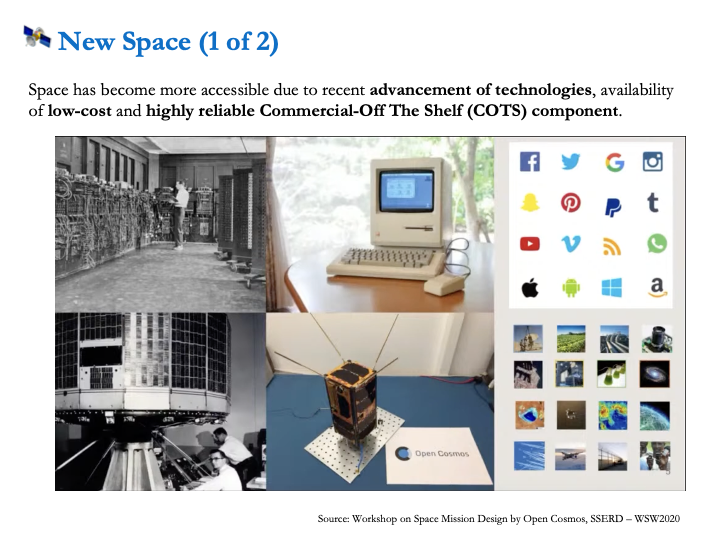 New Space (1 of 2)
Space has become more accessible due to recent advancement of technologies, availability
of low-cost and highly reliable Commercial-Off The Shelf (COTS) component.
Open Cosmos
Source: Workshop on Space Mission Design by Open Cosmos, SSERD – WSW2020